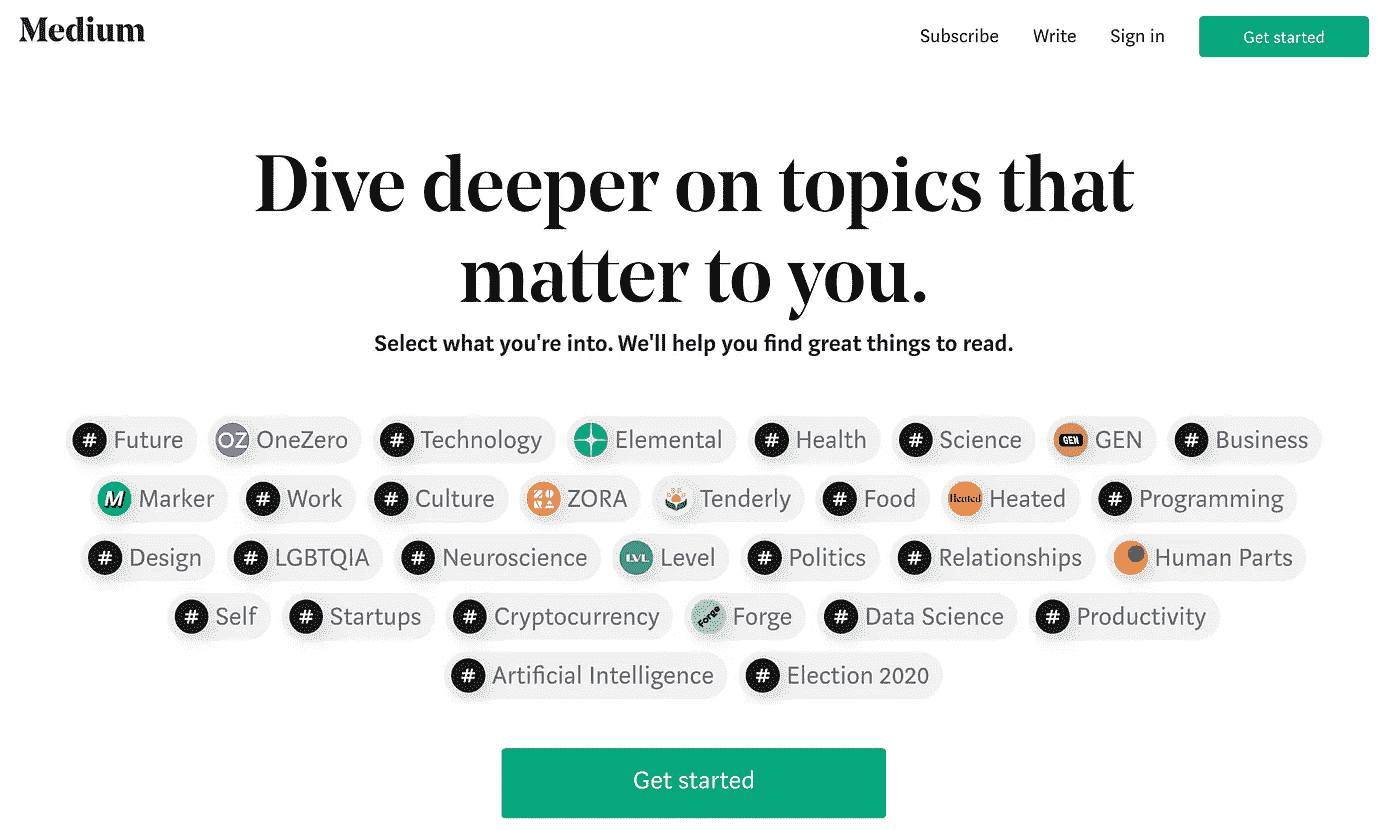 Medium
Subscribe Write Sign in Get started
Dive deeper on topics that
matter to you.
Select what you're into. We'll help you find great things to read.
# Future OZ OneZero # Technology Elemental # Health # Science GEN GEN # Business
M Marker # Work # Culture ZORA ZORA Tenderly # Food Heated Heated # Programming
# Design # LGBTQIA # Neuroscience LVL Level # Politics # Relationships Human Parts
# Self # Startups # Cryptocurrency Forge Forge # Data Science # Productivity
# Artificial Intelligence # Election 2020
Get started